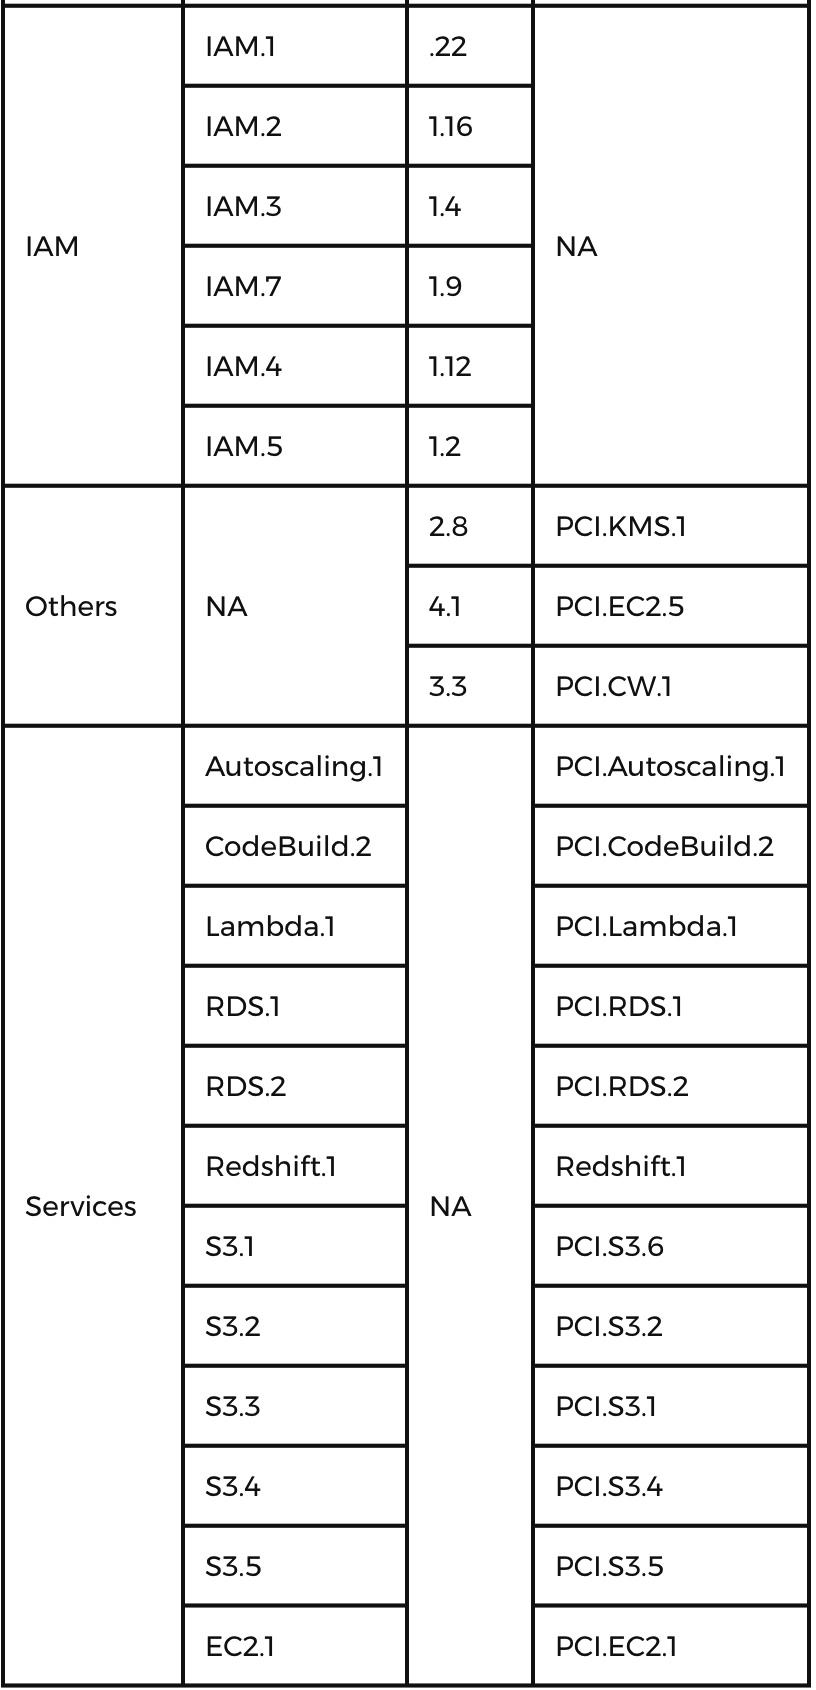 IAM.1 .22
IAM.2 1.16
IAM.3 1.4
IAM NA
IAM.7 1.9
IAM.4 1.12
IAM.5 1.2
2.8 PCI.KMS.1
Others NA 4.1 PCI.EC2.5
3.3 PCI.CW.1
Autoscaling.1 PCI.Autoscaling.1
CodeBuild.2 PCI.CodeBuild.2
Lambda.1 PCI.Lambda.1
RDS.1 PCI.RDS.1
RDS.2 PCI.RDS.2
Redshift.1 Redshift.1
Services NA
S3.1 PCI.S3.6
S3.2 PCI.S3.2
S3.3 PCI.S3.1
S3.4 PCI.S3.4
S3.5 PCI.S3.5
EC2.1 PCI.EC2.1